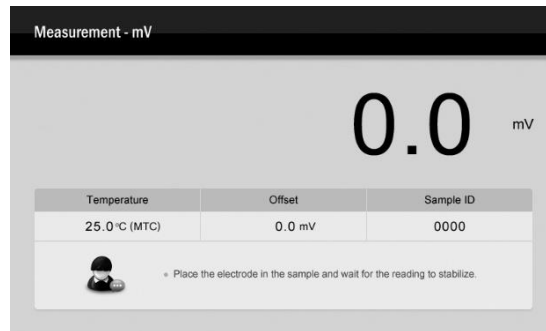 Measurement - mV
0.0 mV
Temperature Offset Sample ID
25.0 °C (MTC) 0.0 mV 0000
Place the electrode in the sample and wait for the reading to stabilize.